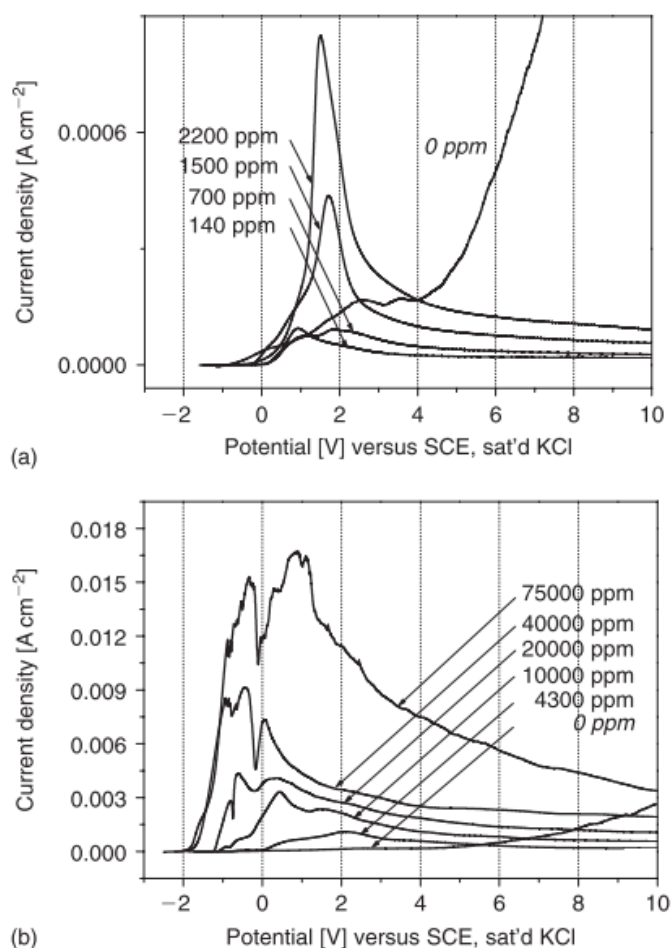 0.0006
0.0000
Current density [A cm−2]
2200 ppm
1500 ppm
700 ppm
140 ppm
0 ppm
−2 0 2 4 6 8 10
Potential [V] versus SCE, sat'd KCl
(a)
0.018
0.015
0.012
0.009
0.006
0.003
0.000
Current density [A cm−2]
75000 ppm
40000 ppm
20000 ppm
10000 ppm
4300 ppm
0 ppm
−2 0 2 4 6 8 10
Potential [V] versus SCE, sat'd KCl
(b)